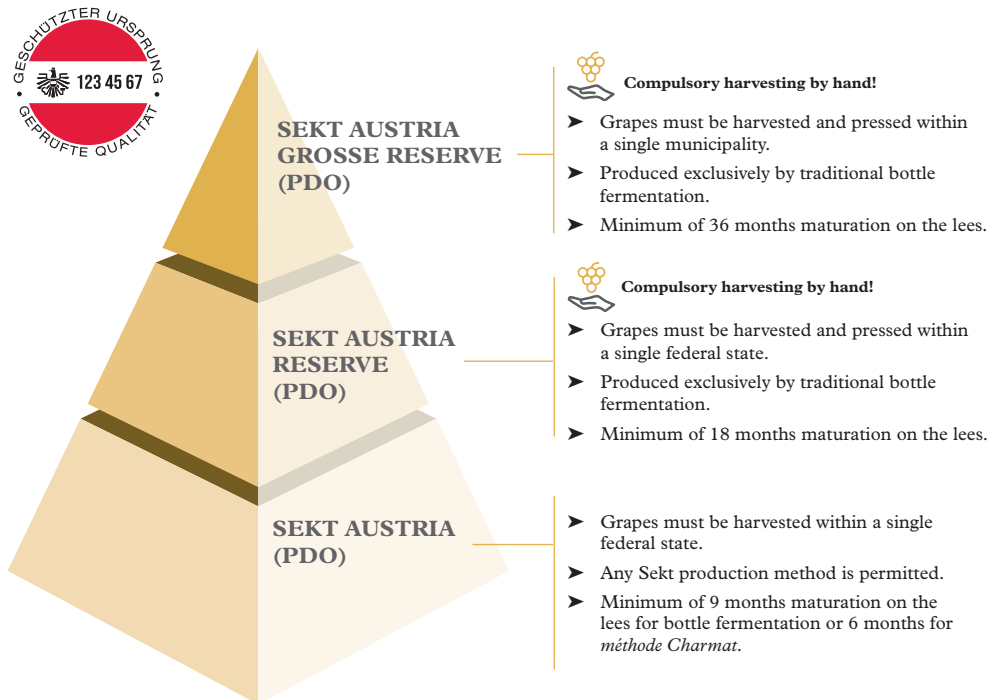 GESCHÜTZTER URSPRUNG
123 45 67
• GEPRÜFTE QUALITÄT •
SEKT AUSTRIA
GROSSE RESERVE
(PDO)
Compulsory harvesting by hand!
➤ Grapes must be harvested and pressed within
a single municipality.
➤ Produced exclusively by traditional bottle
fermentation.
➤ Minimum of 36 months maturation on the lees.
SEKT AUSTRIA
RESERVE
(PDO)
Compulsory harvesting by hand!
➤ Grapes must be harvested and pressed within
a single federal state.
➤ Produced exclusively by traditional bottle
fermentation.
➤ Minimum of 18 months maturation on the lees.
SEKT AUSTRIA
(PDO)
➤ Grapes must be harvested within a single
federal state.
➤ Any Sekt production method is permitted.
➤ Minimum of 9 months maturation on the
lees for bottle fermentation or 6 months for
méthode Charmat.